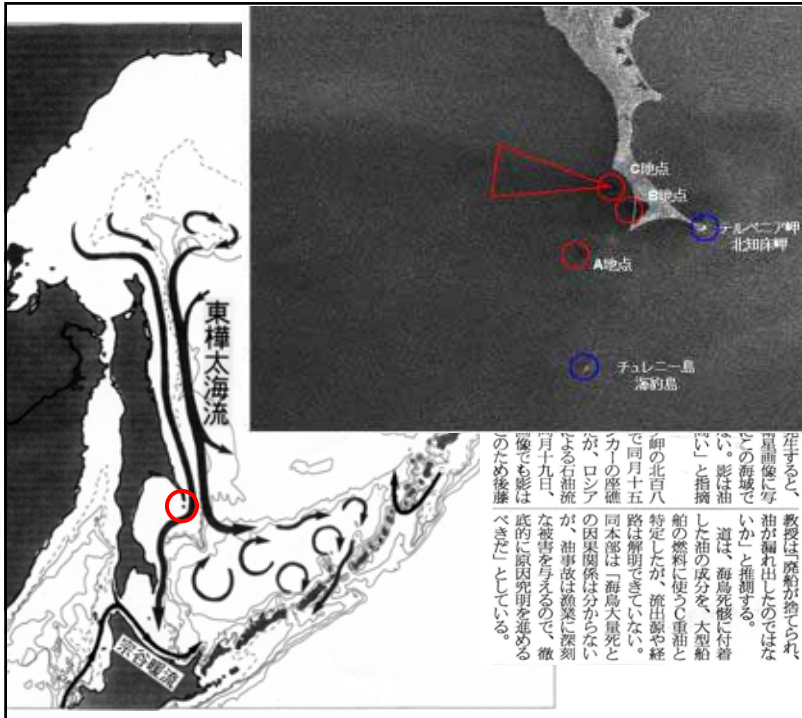 C地点
B地点
テルペニア岬
北知床岬
A地点
チュレニー島
海豹島
東樺太海流
宗谷暖流
生すると、
星画像に写
この海域で
い。影は油
い」と指摘
岬の北百八
で同月十五
ンカーの座礁
たが、ロシア
による石油流
同月十九日、
画像でも影は
このため後藤
教授は「廃船が捨てられ、
油が漏れ出したのではな
いか」と推測する。
道は、海鳥死骸に付着
した油の成分を、大型船
舶の燃料に使うC重油と
特定したが、流出源や経
路は解明できていない。
同本部は「海鳥大量死と
の因果関係は分からない
が、油事故は漁業に深刻
な被害を与えるので、徹
底的に原因究明を進める
べきだ」としている。